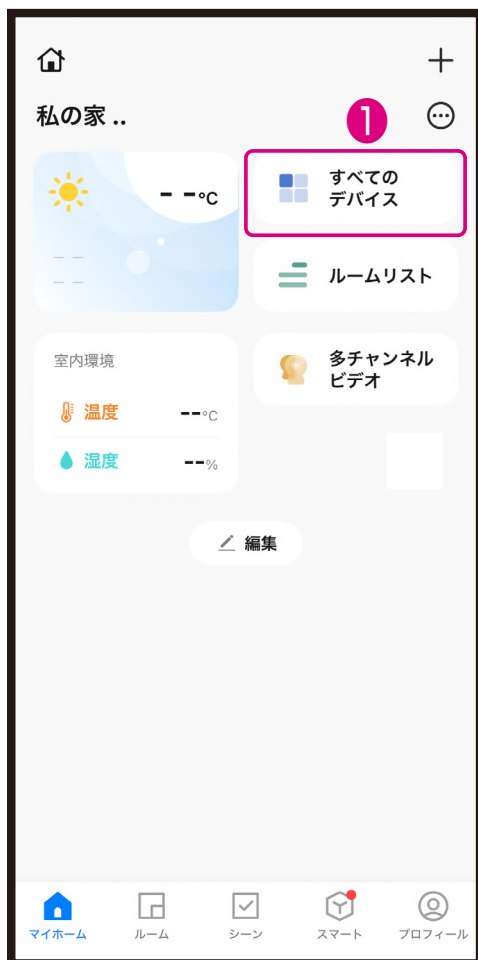 私の家 ..
1
- -°C
すべての
デバイス
- -
- -
ルームリスト
室内環境
多チャンネル
ビデオ
温度
--°C
湿度
--%
編集
マイホーム
ルーム
シーン
スマート
プロフィール